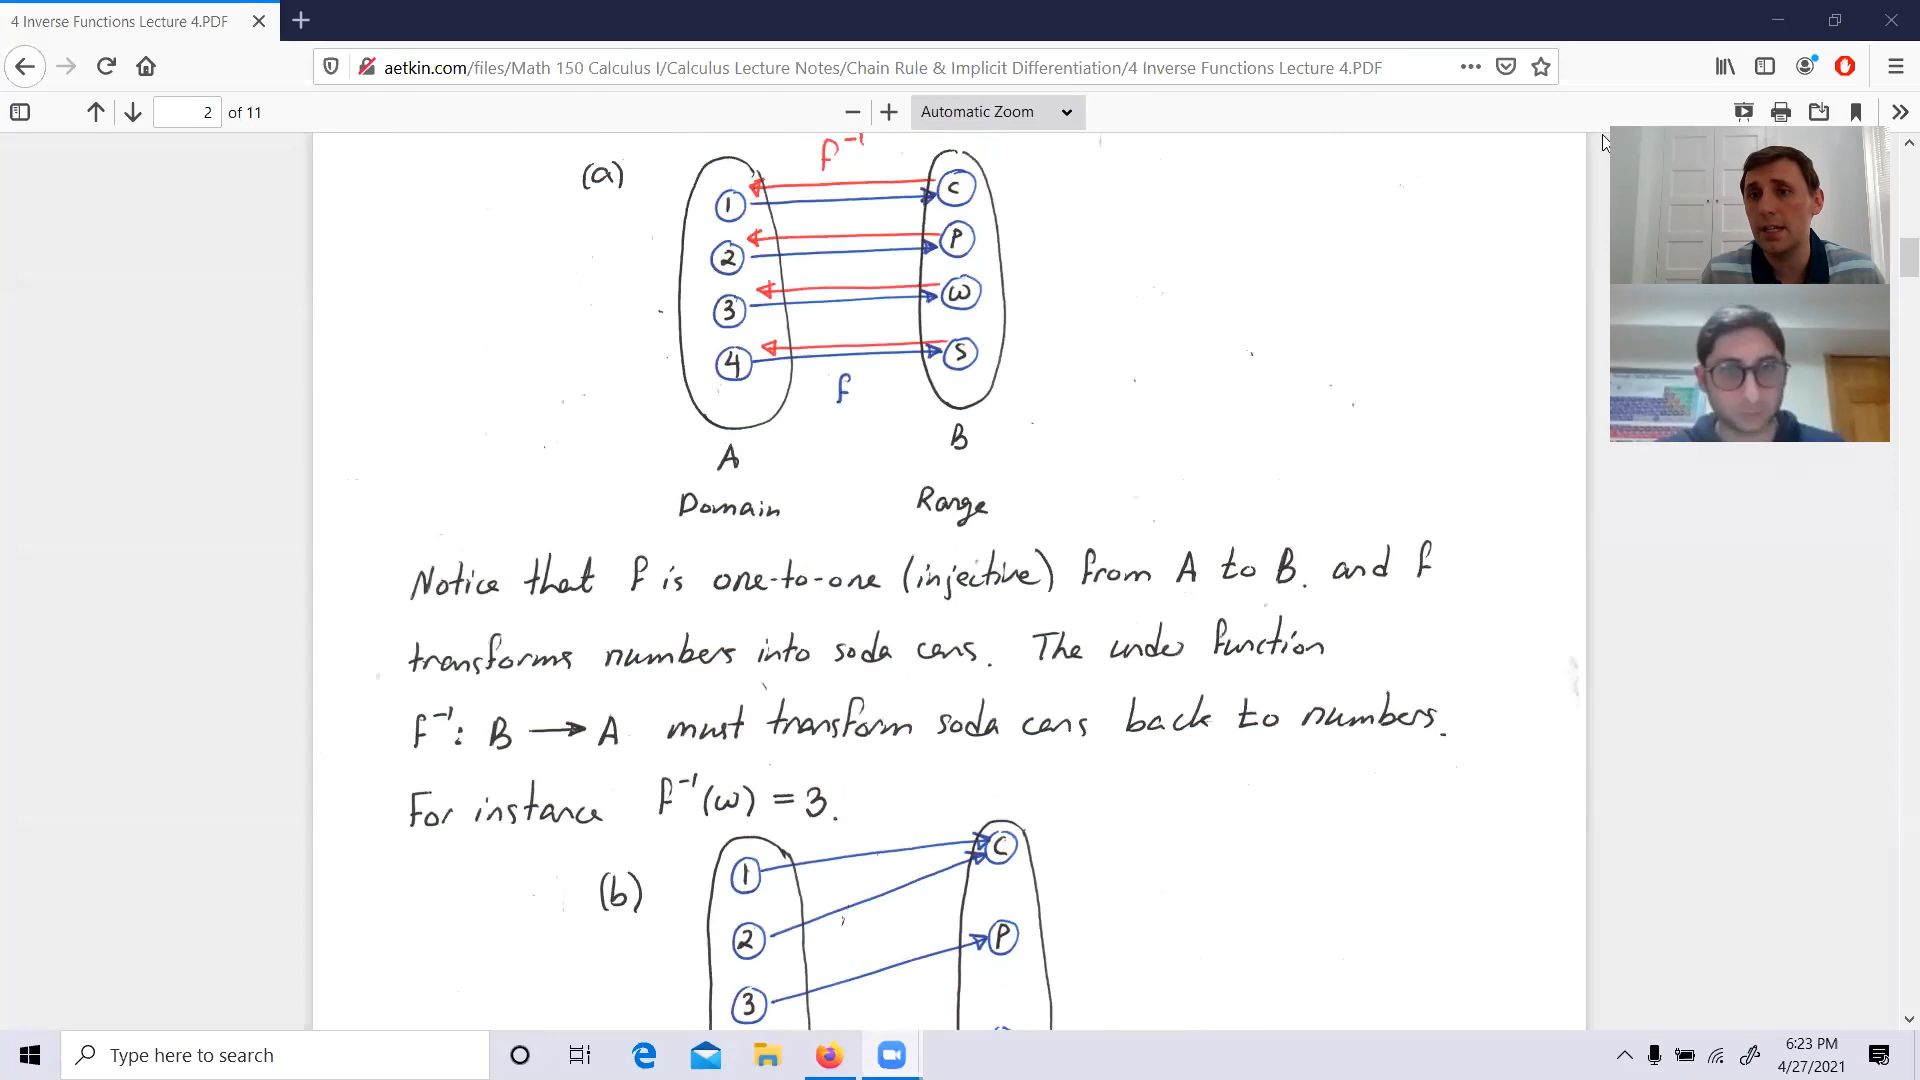 4 Inverse Functions Lecture 4.PDF
aetkin.com/files/Math 150 Calculus I/Calculus Lecture Notes/Chain Rule & Implicit Differentiation/4 Inverse Functions Lecture 4.PDF
2 of 11
Automatic Zoom
f⁻¹
(a)
1 C
2 P
3 W
4 S
f
A B
Domain Range
Notice that f is one-to-one (injective) from A to B. and f
transforms numbers into soda cans. The undo function
f⁻¹: B → A must transform soda cans back to numbers.
For instance f⁻¹(w) = 3.
(b)
1 C
2 P
3
Type here to search
6:23 PM
4/27/2021